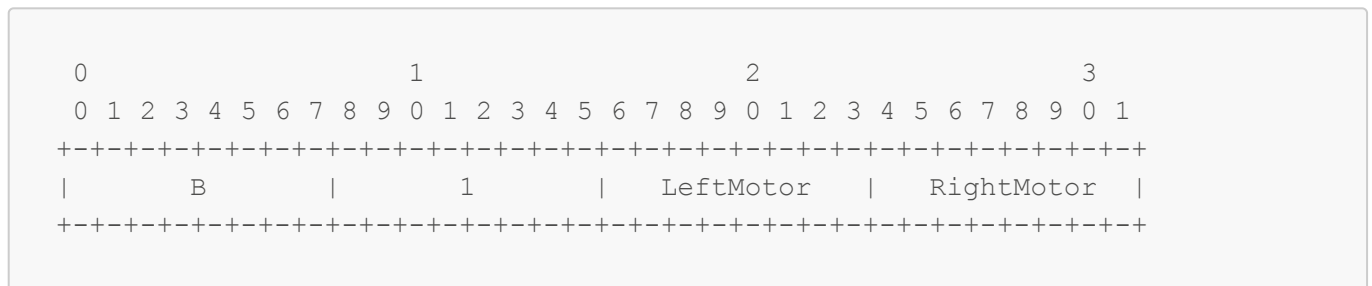 0                   1                   2                   3
0 1 2 3 4 5 6 7 8 9 0 1 2 3 4 5 6 7 8 9 0 1 2 3 4 5 6 7 8 9 0 1
+-+-+-+-+-+-+-+-+-+-+-+-+-+-+-+-+-+-+-+-+-+-+-+-+-+-+-+-+-+-+-+-+
|       B       |       1       |   LeftMotor   |   RightMotor  |
+-+-+-+-+-+-+-+-+-+-+-+-+-+-+-+-+-+-+-+-+-+-+-+-+-+-+-+-+-+-+-+-+